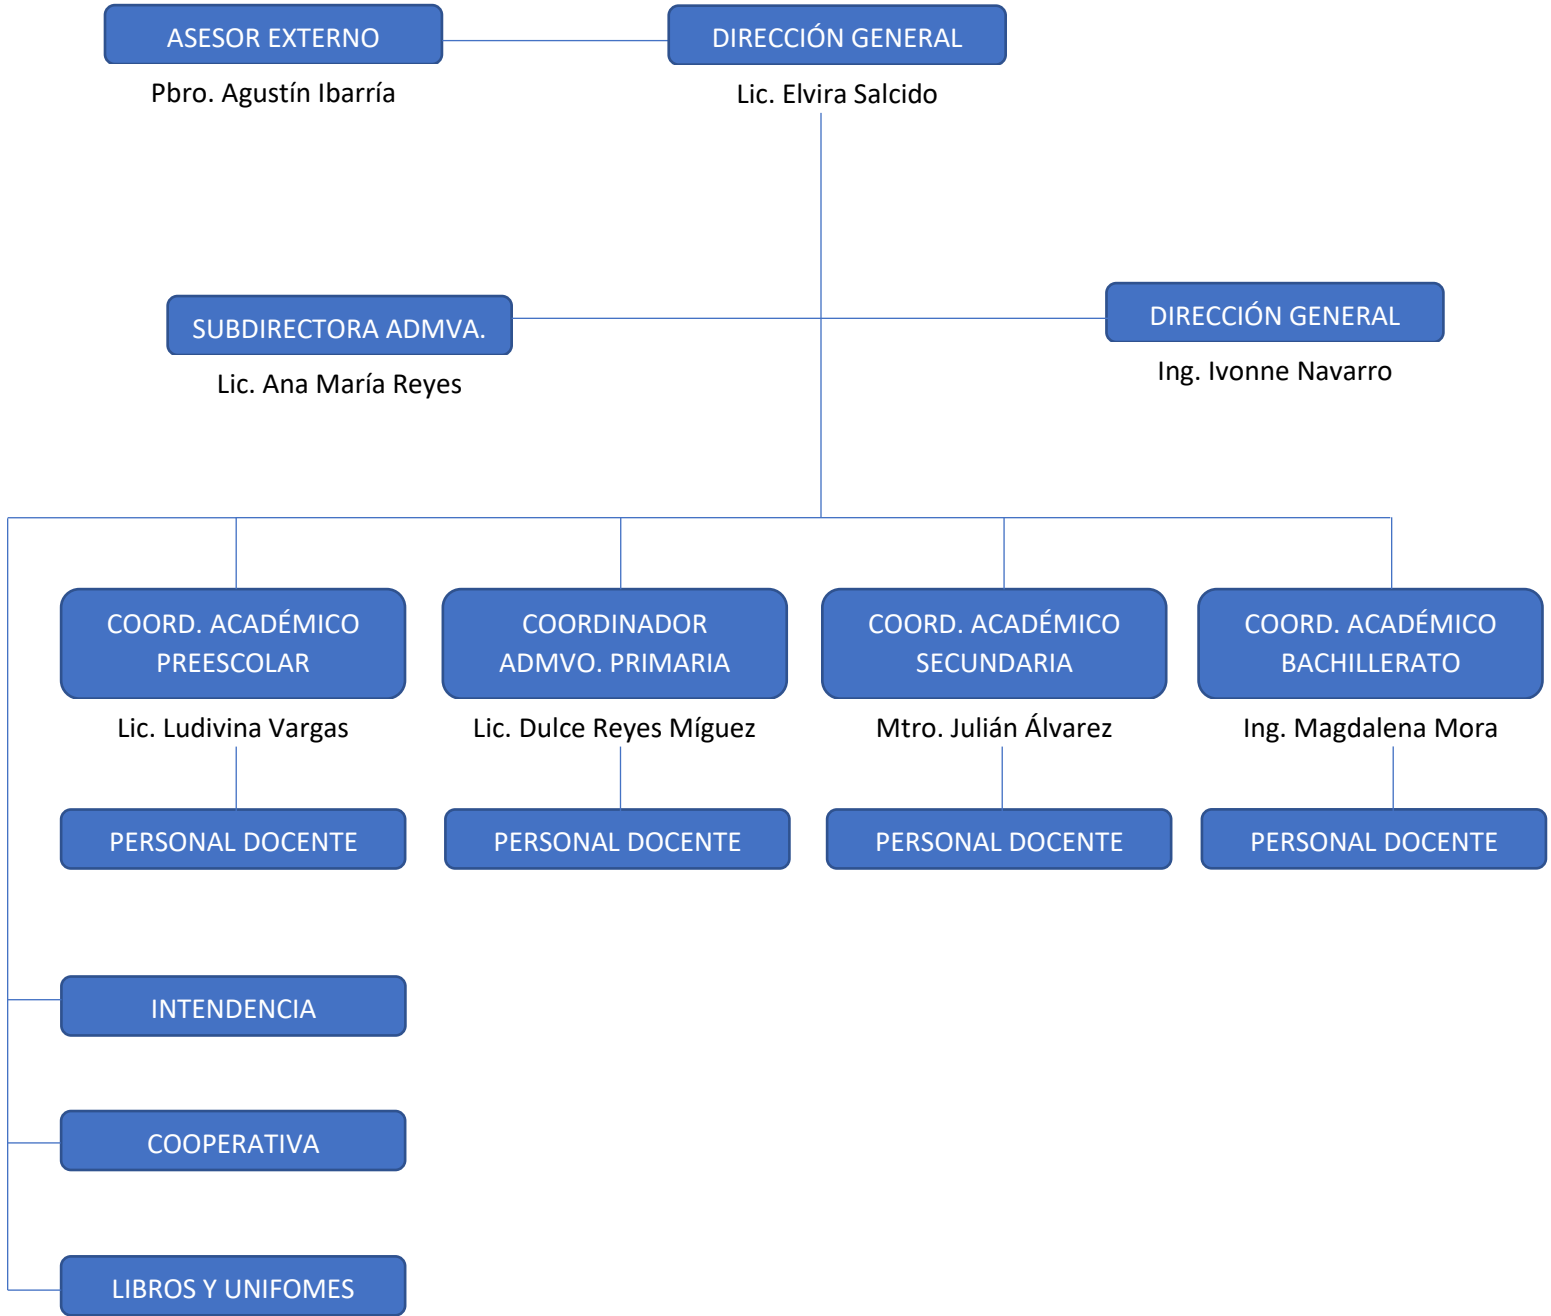 ASESOR EXTERNO
DIRECCIÓN GENERAL
Pbro. Agustín Ibarría
Lic. Elvira Salcido
SUBDIRECTORA ADMVA.
DIRECCIÓN GENERAL
Lic. Ana María Reyes
Ing. Ivonne Navarro
COORD. ACADÉMICO
PREESCOLAR
COORDINADOR
ADMVO. PRIMARIA
COORD. ACADÉMICO
SECUNDARIA
COORD. ACADÉMICO
BACHILLERATO
Lic. Ludivina Vargas
Lic. Dulce Reyes Míguez
Mtro. Julián Álvarez
Ing. Magdalena Mora
PERSONAL DOCENTE
PERSONAL DOCENTE
PERSONAL DOCENTE
PERSONAL DOCENTE
INTENDENCIA
COOPERATIVA
LIBROS Y UNIFOMES